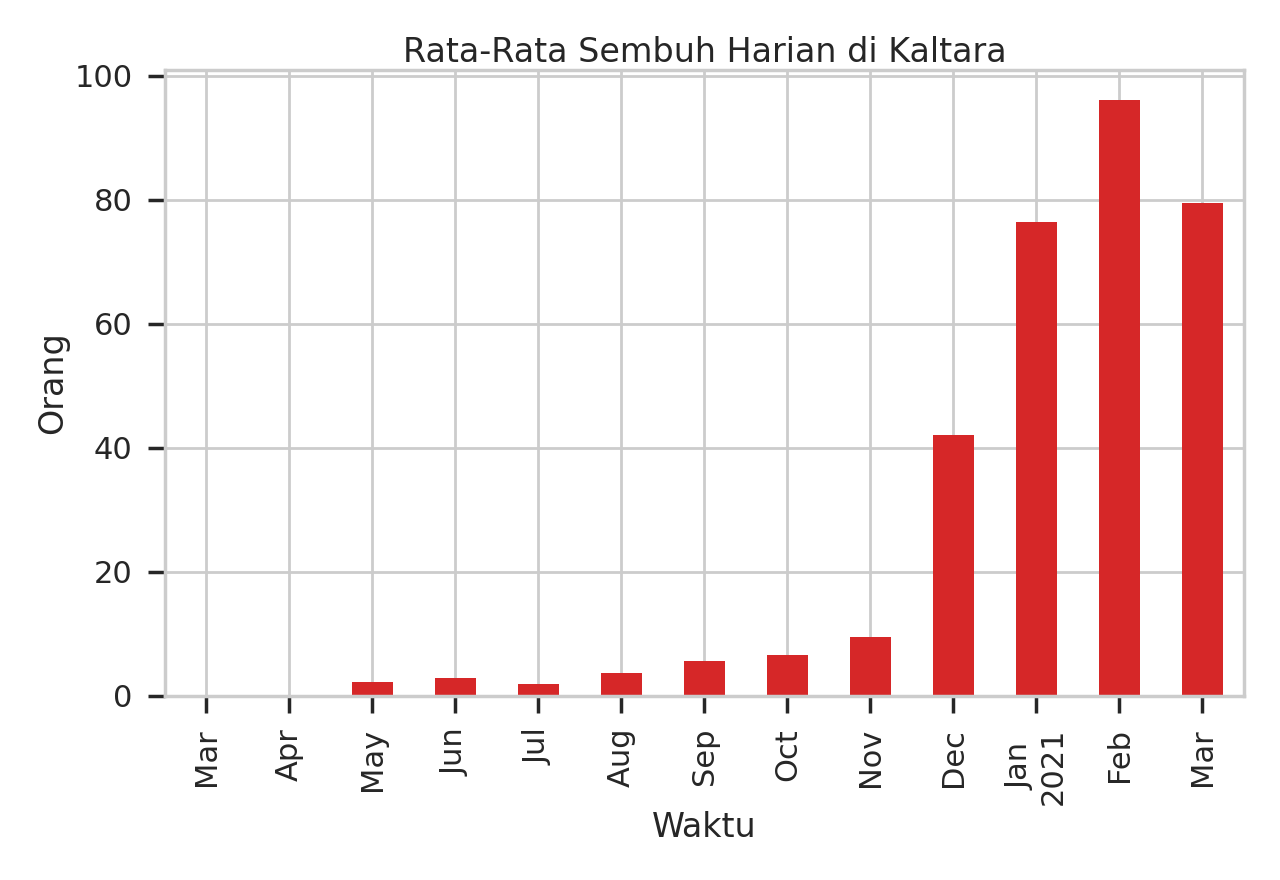 Rata-Rata Sembuh Harian di Kaltara
100
80
60
40
20
0
Orang
Mar
Apr
May
Jun
Jul
Aug
Sep
Oct
Nov
Dec
Jan
2021
Feb
Mar
Waktu